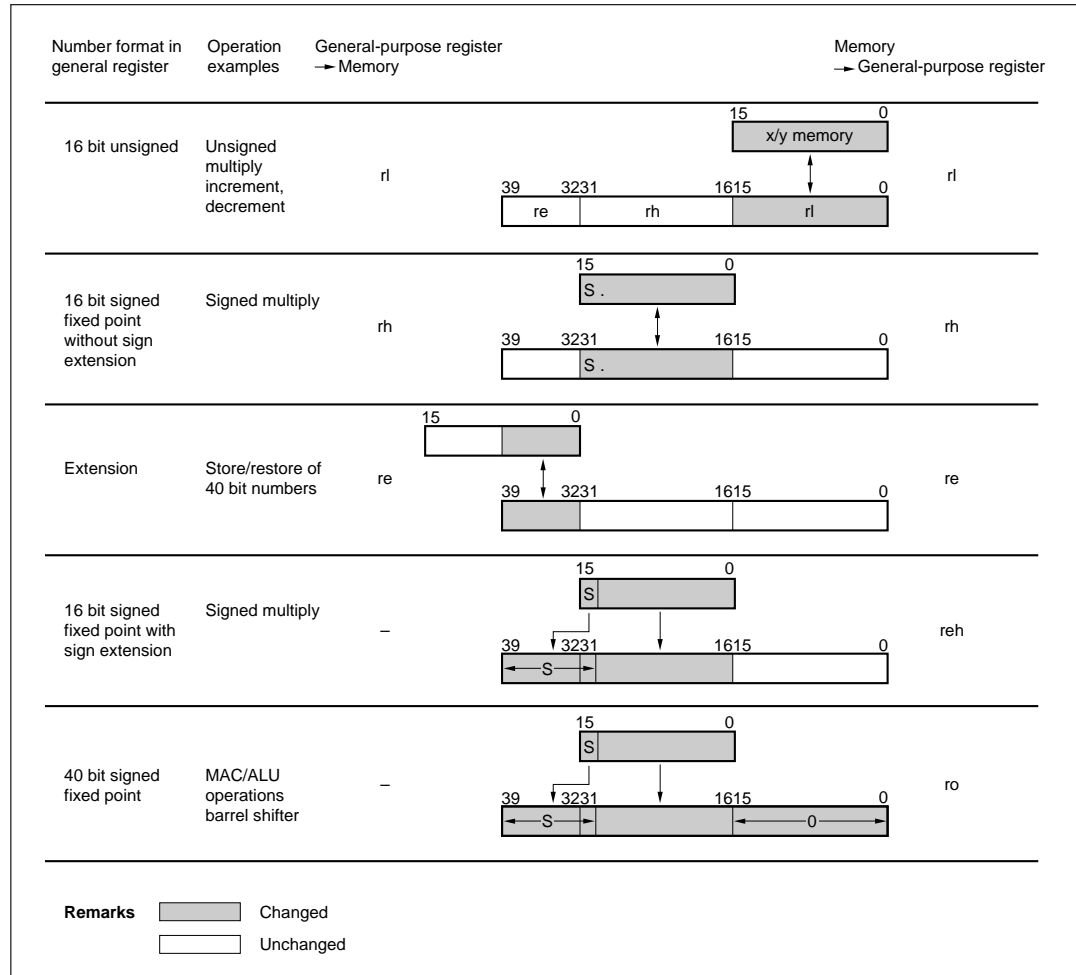 Number format in general register
Operation examples
General-purpose register → Memory
Memory → General-purpose register
16 bit unsigned
Unsigned multiply increment, decrement
rl
15 0
x/y memory
39 3231 1615 0
re rh rl
rl
16 bit signed fixed point without sign extension
Signed multiply
rh
15 0
S .
39 3231 1615 0
S .
rh
Extension
Store/restore of 40 bit numbers
re
15 0
39 3231 1615 0
re
16 bit signed fixed point with sign extension
Signed multiply
–
15 0
S
39 3231 1615 0
S
reh
40 bit signed fixed point
MAC/ALU operations barrel shifter
–
15 0
S
39 3231 1615 0
S 0
ro
Remarks
Changed
Unchanged